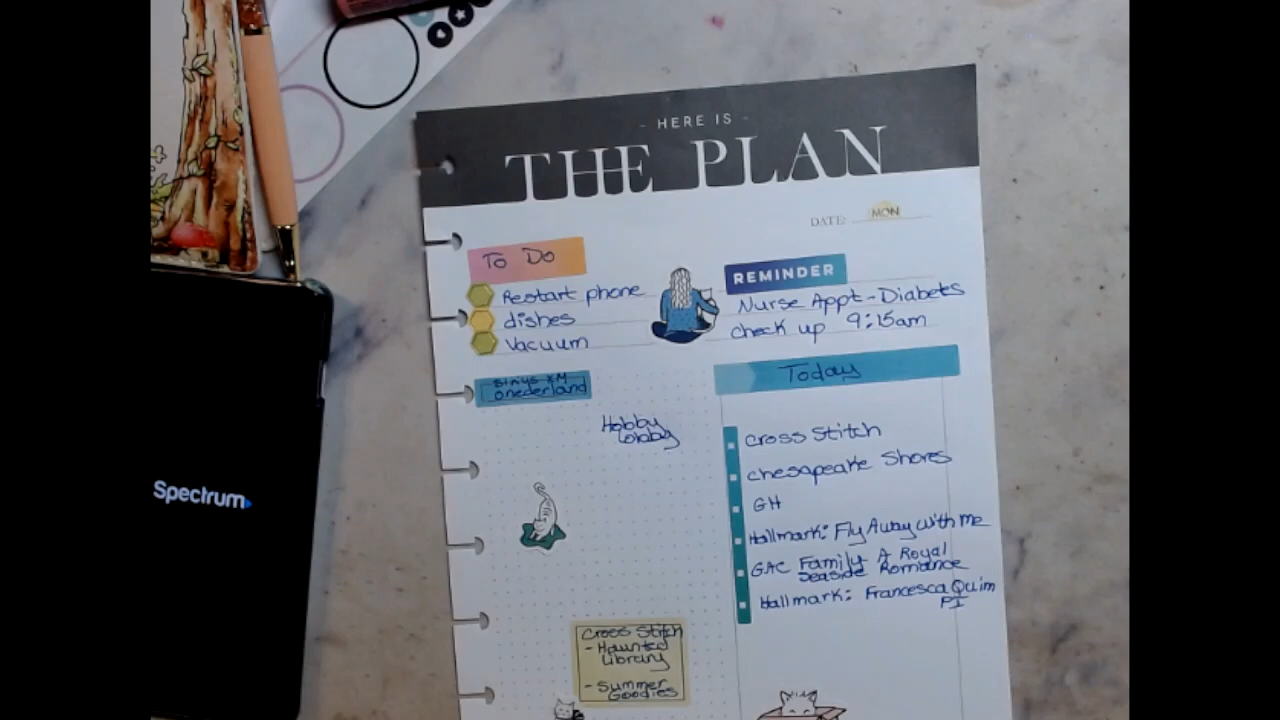 - HERE IS -
THE PLAN
DATE: MON
To Do
Restart phone
dishes
Vacuum
REMINDER
Nurse Appt-Diabets
check up 9:15am
sirius XM
onederland
Hobby
Lobby
Today
cross stitch
chesapeake Shores
GH
Hallmark: Fly Away with me
GAC Family A Royal
Seaside Romance
Hallmark: Francesca Quinn
PI
Cross Stitch
- Haunted
Library
- Summer
Goodies
Spectrum